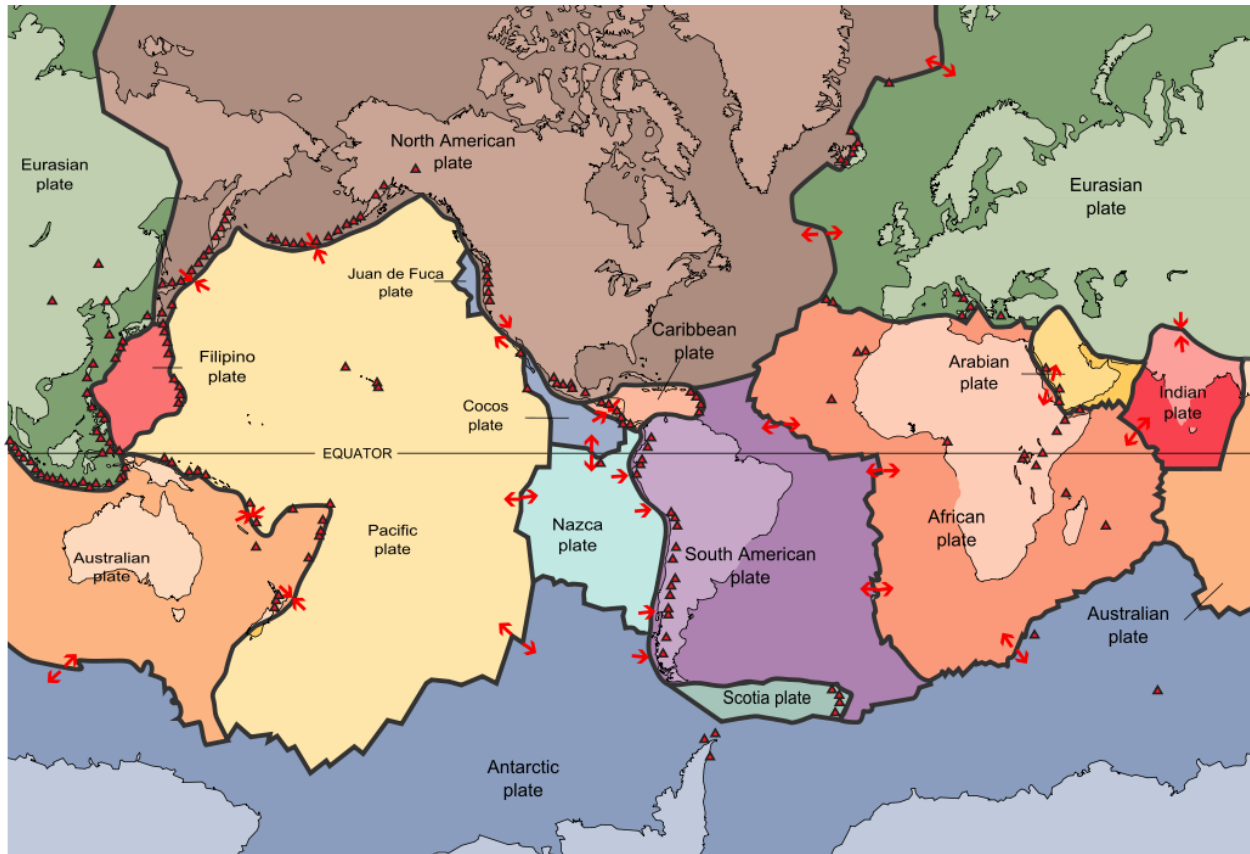 North American
plate
Eurasian
plate
Eurasian
plate
Juan de Fuca
plate
Caribbean
plate
Filipino
plate
Arabian
plate
Indian
plate
Cocos
plate
EQUATOR
Pacific
plate
Nazca
plate
African
plate
Australian
plate
South American
plate
Australian
plate
Scotia plate
Antarctic
plate